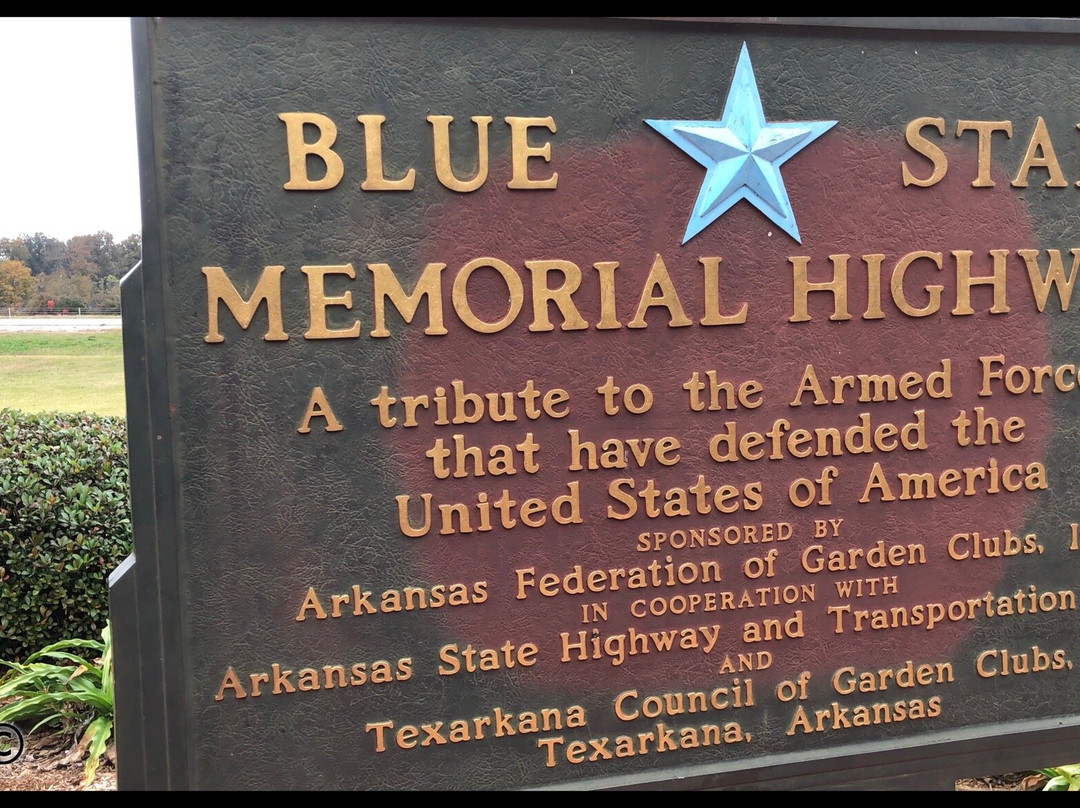 BLUE STA
MEMORIAL HIGHW
A tribute to the Armed Forc
that have defended the
United States of America
SPONSORED BY
Arkansas Federation of Garden Clubs, I
IN COOPERATION WITH
Arkansas State Highway and Transportation
AND
Texarkana Council of Garden Clubs,
Texarkana, Arkansas
©